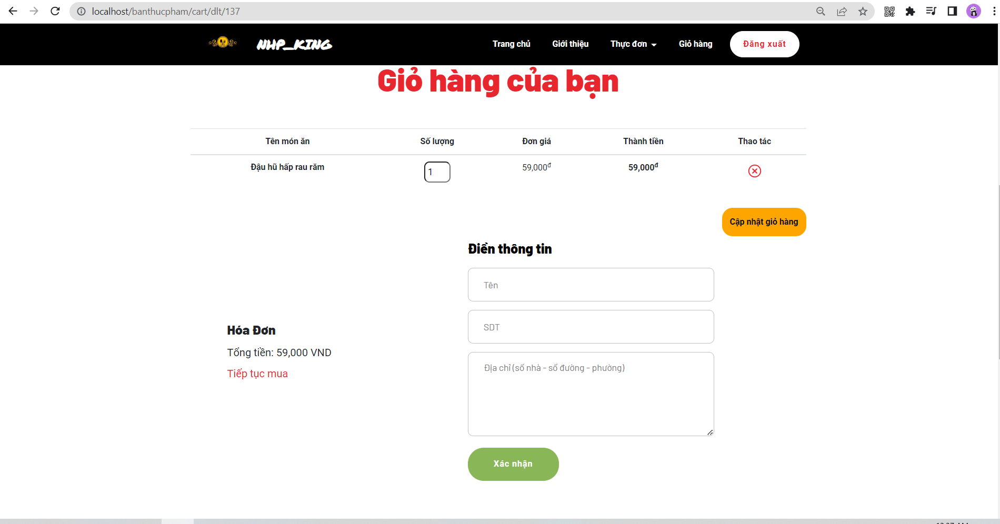 localhost/banthucpham/cart/dlt/137
NHP_KING
Trang chủ
Giới thiệu
Thực đơn
Giỏ hàng
Đăng xuất
Giỏ hàng của bạn
Tên món ăn
Số lượng
Đơn giá
Thành tiền
Thao tác
Đậu hũ hấp rau răm
1
59,000đ
59,000đ
Cập nhật giỏ hàng
Điền thông tin
Tên
SDT
Địa chỉ (số nhà - số đường - phường)
Hóa Đơn
Tổng tiền: 59,000 VND
Tiếp tục mua
Xác nhận